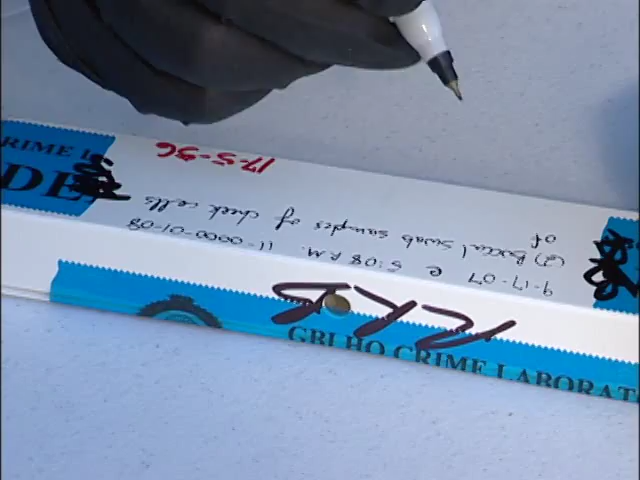 RIME L
DE
9-17-07 @ 5:08 P.M. 11-0000-01-08
(2) Buccal swab samples of cheek cells
of
17-5-56
GBI HQ CRIME LABORAT